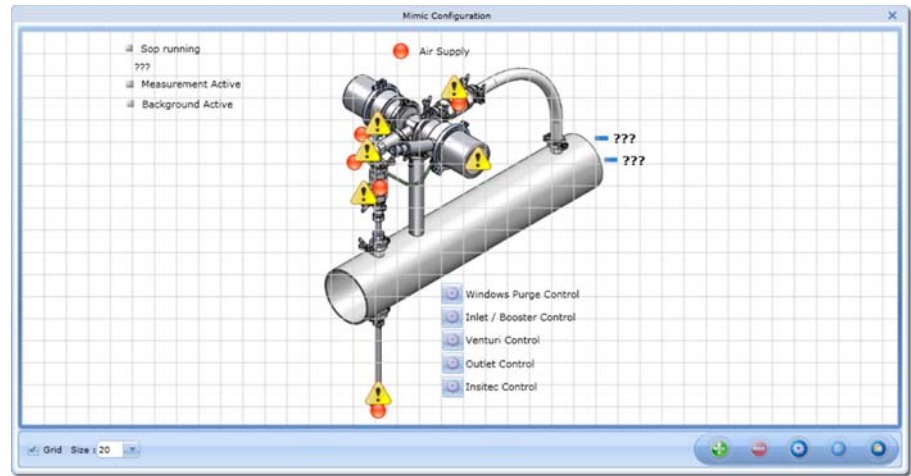 Mimic Configuration
Sop running
Air Supply
???
Measurement Active
Background Active
???
???
Windows Purge Control
Inlet / Booster Control
Venturi Control
Outlet Control
Insitec Control
Grid Size : 20